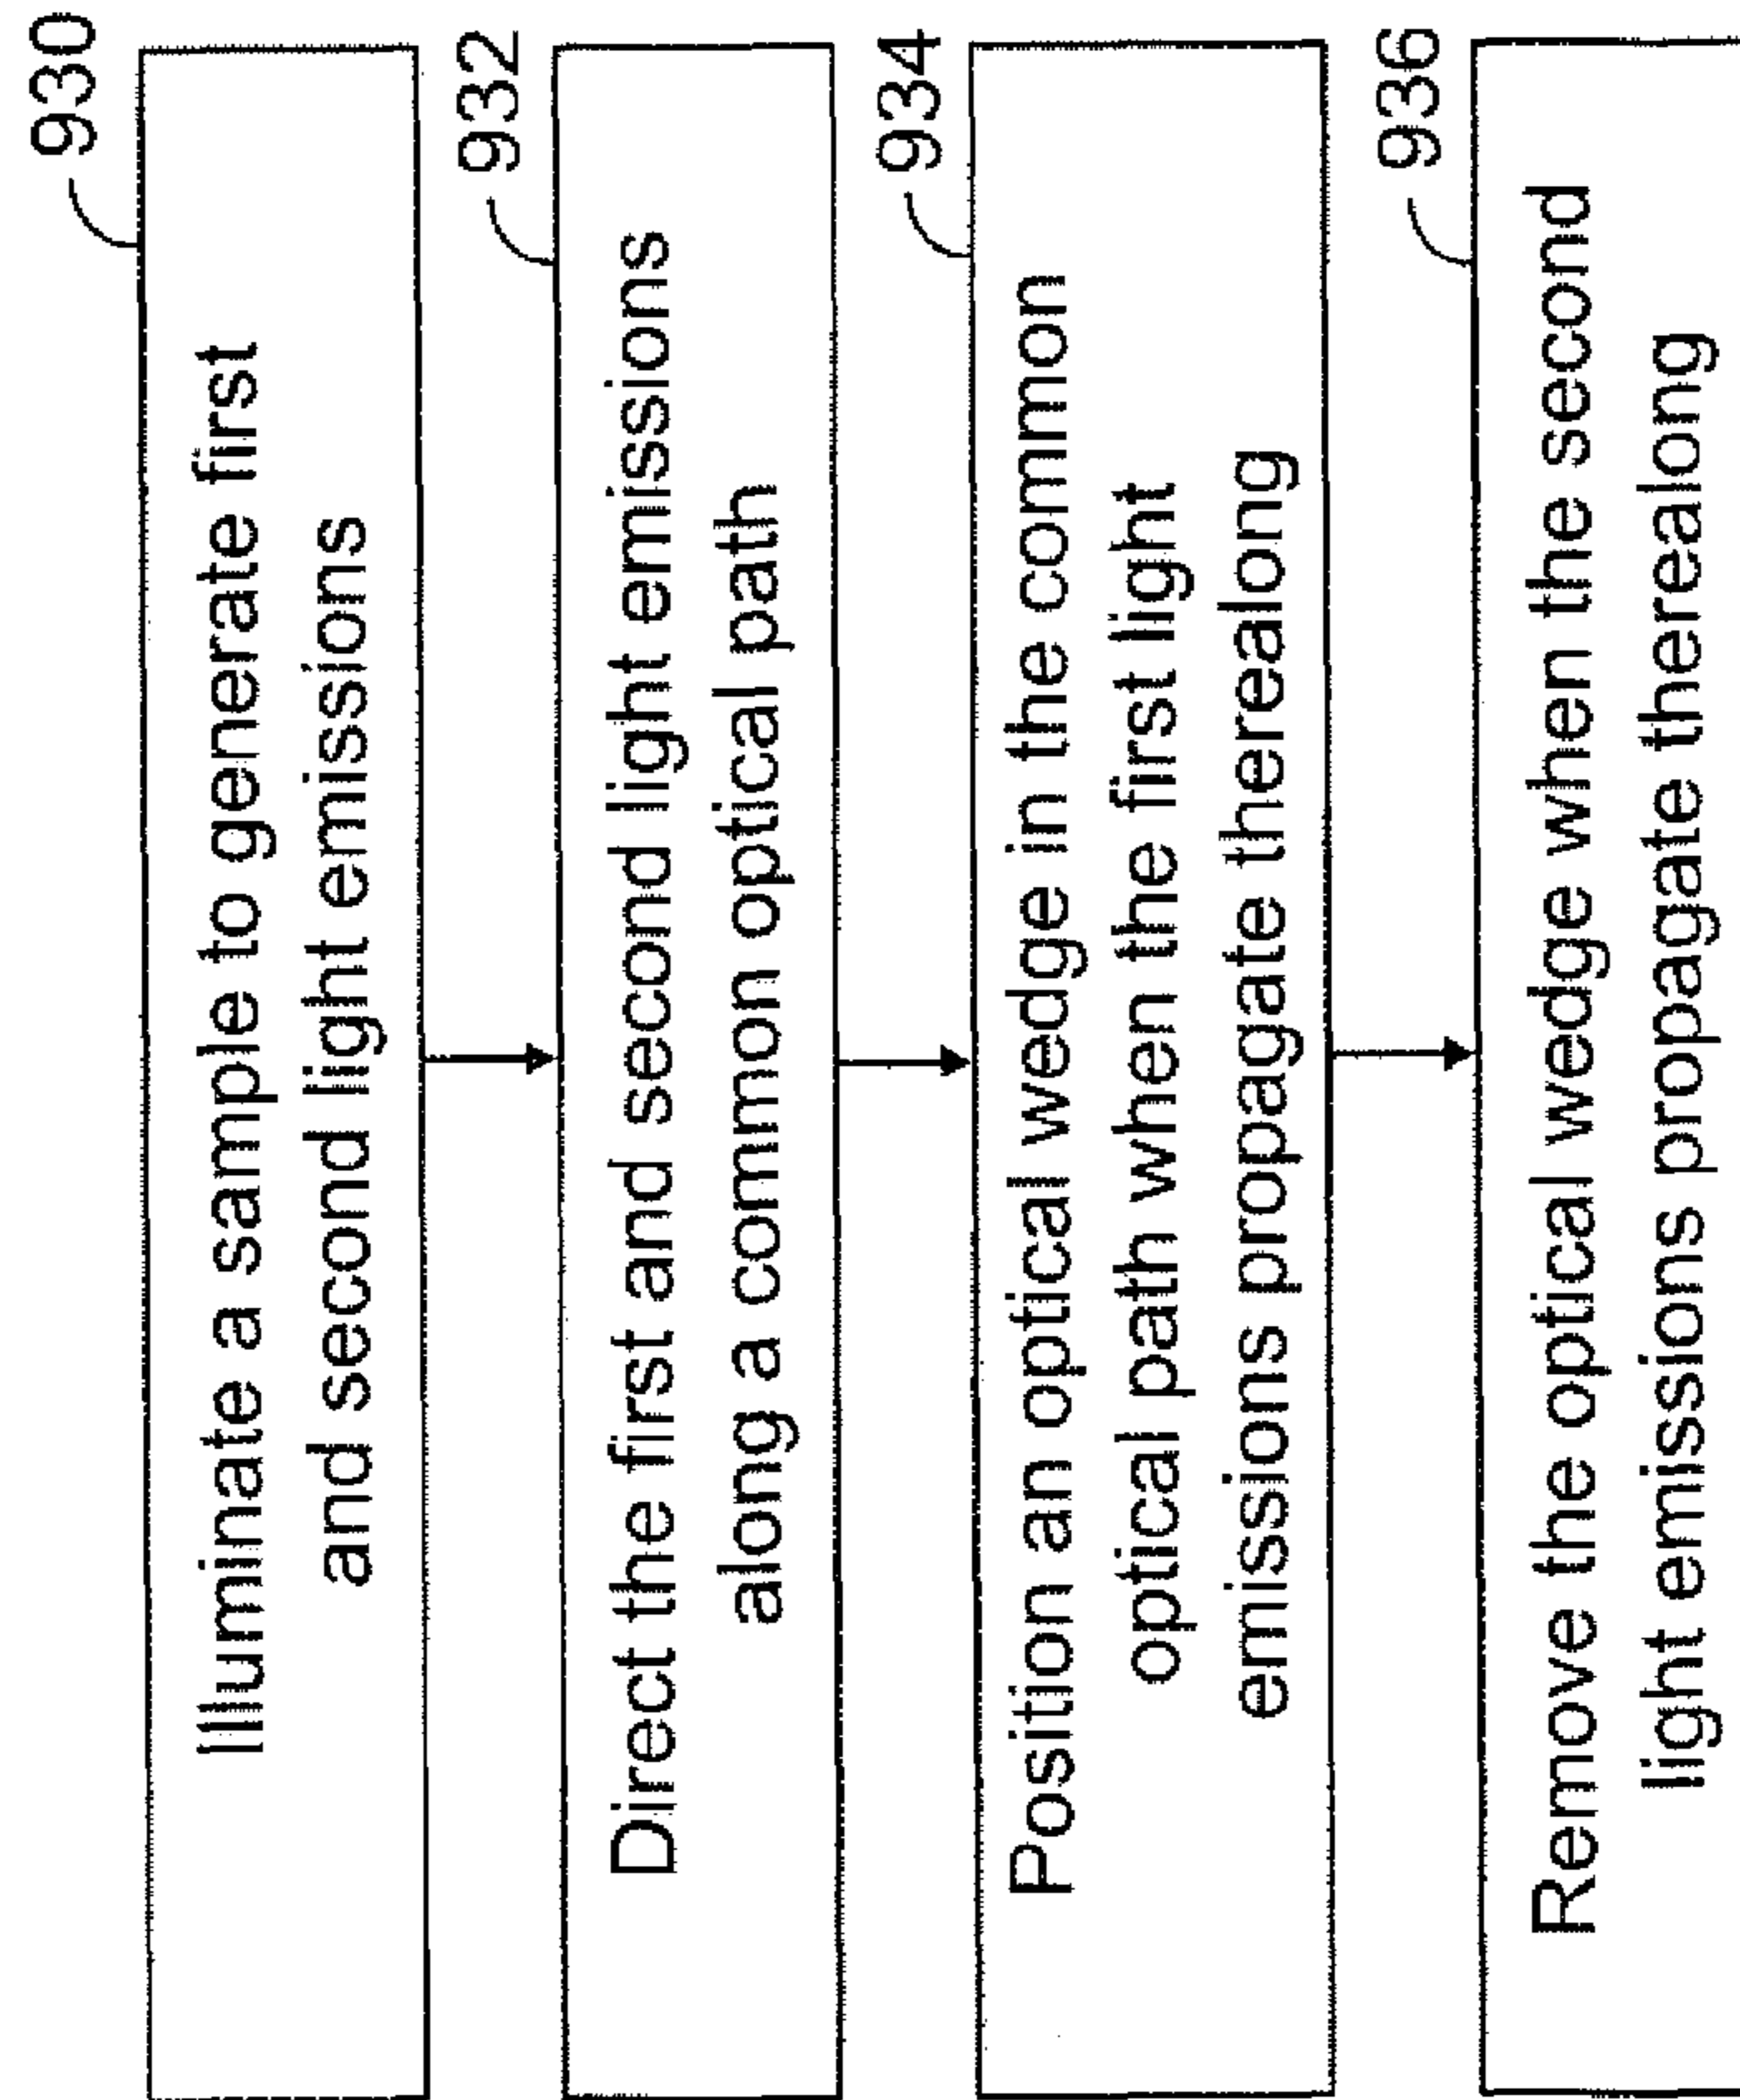 930
Illuminate a sample to generate first
and second light emissions
932
Direct the first and second light emissions
along a common optical path
934
Position an optical wedge in the common
optical path when the first light
emissions propagate therealong
936
Remove the optical wedge when the second
light emissions propagate therealong